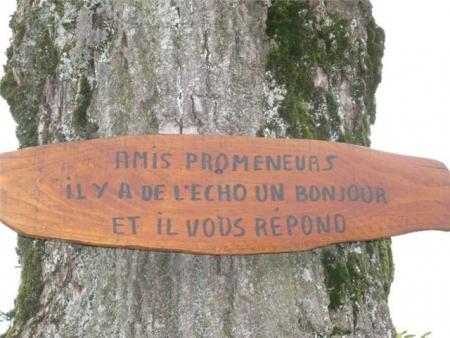 AMIS PROMENEURS
IL Y A DE L'ECHO UN BONJOUR
ET IL VOUS RÉPOND